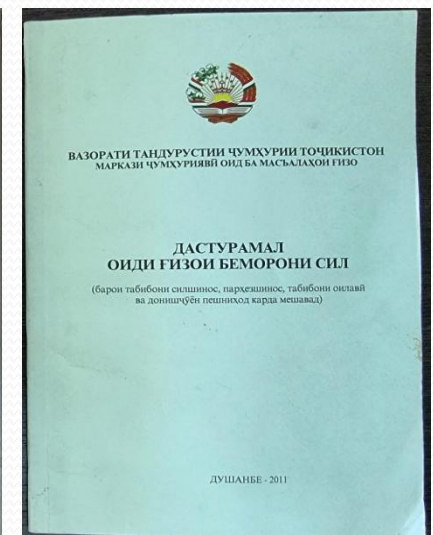 ВАЗОРАТИ ТАНДУРУСТИИ ҶУМҲУРИИ ТОҶИКИСТОН
МАРКАЗИ ҶУМҲУРИЯВӢ ОИД БА МАСЪАЛАҲОИ ҒИЗО
ДАСТУРАМАЛ
ОИДИ ҒИЗОИ БЕМОРОНИ СИЛ
(барои табибони силшинос, парҳезшинос, табибони оилавӣ
ва донишҷӯён пешниҳод карда мешавад)
ДУШАНБЕ - 2011